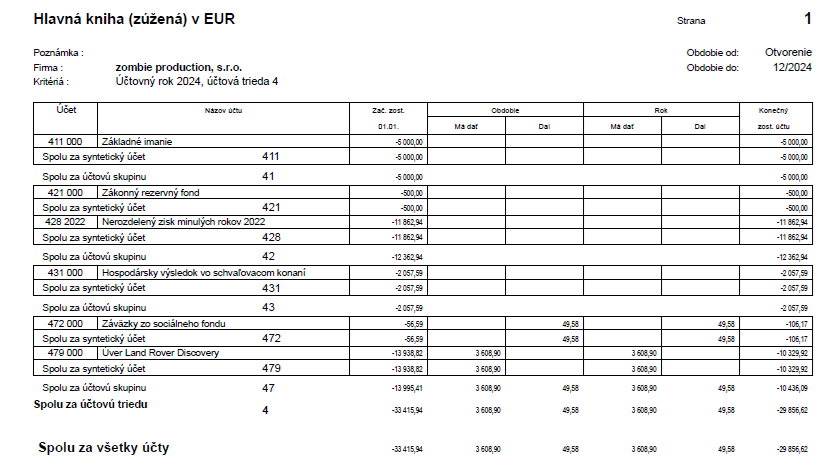 Hlavná kniha (zúžená) v EUR Strana 1
Poznámka : Obdobie od: Otvorenie
Firma : zombie production, s.r.o. Obdobie do: 12/2024
Kritériá : Účtovný rok 2024, účtová trieda 4
Účet Názov účtu Zač. zost. Obdobie Rok Konečný
01.01. Má dať Dal Má dať Dal zost. účtu
411 000 Základné imanie -5 000,00 -5 000,00
Spolu za syntetický účet 411 -5 000,00 -5 000,00
Spolu za účtovú skupinu 41 -5 000,00 -5 000,00
421 000 Zákonný rezervný fond -500,00 -500,00
Spolu za syntetický účet 421 -500,00 -500,00
428 2022 Nerozdelený zisk minulých rokov 2022 -11 862,94 -11 862,94
Spolu za syntetický účet 428 -11 862,94 -11 862,94
Spolu za účtovú skupinu 42 -12 362,94 -12 362,94
431 000 Hospodársky výsledok vo schvaľovacom konaní -2 057,59 -2 057,59
Spolu za syntetický účet 431 -2 057,59 -2 057,59
Spolu za účtovú skupinu 43 -2 057,59 -2 057,59
472 000 Záväzky zo sociálneho fondu -56,59 49,58 49,58 -106,17
Spolu za syntetický účet 472 -56,59 49,58 49,58 -106,17
479 000 Úver Land Rover Discovery -13 938,82 3 608,90 3 608,90 -10 329,92
Spolu za syntetický účet 479 -13 938,82 3 608,90 3 608,90 -10 329,92
Spolu za účtovú skupinu 47 -13 995,41 3 608,90 49,58 3 608,90 49,58 -10 436,09
Spolu za účtovú triedu 4 -33 415,94 3 608,90 49,58 3 608,90 49,58 -29 856,62
Spolu za všetky účty -33 415,94 3 608,90 49,58 3 608,90 49,58 -29 856,62